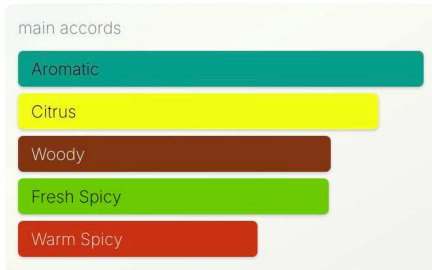 main accords
Aromatic
Citrus
Woody
Fresh Spicy
Warm Spicy